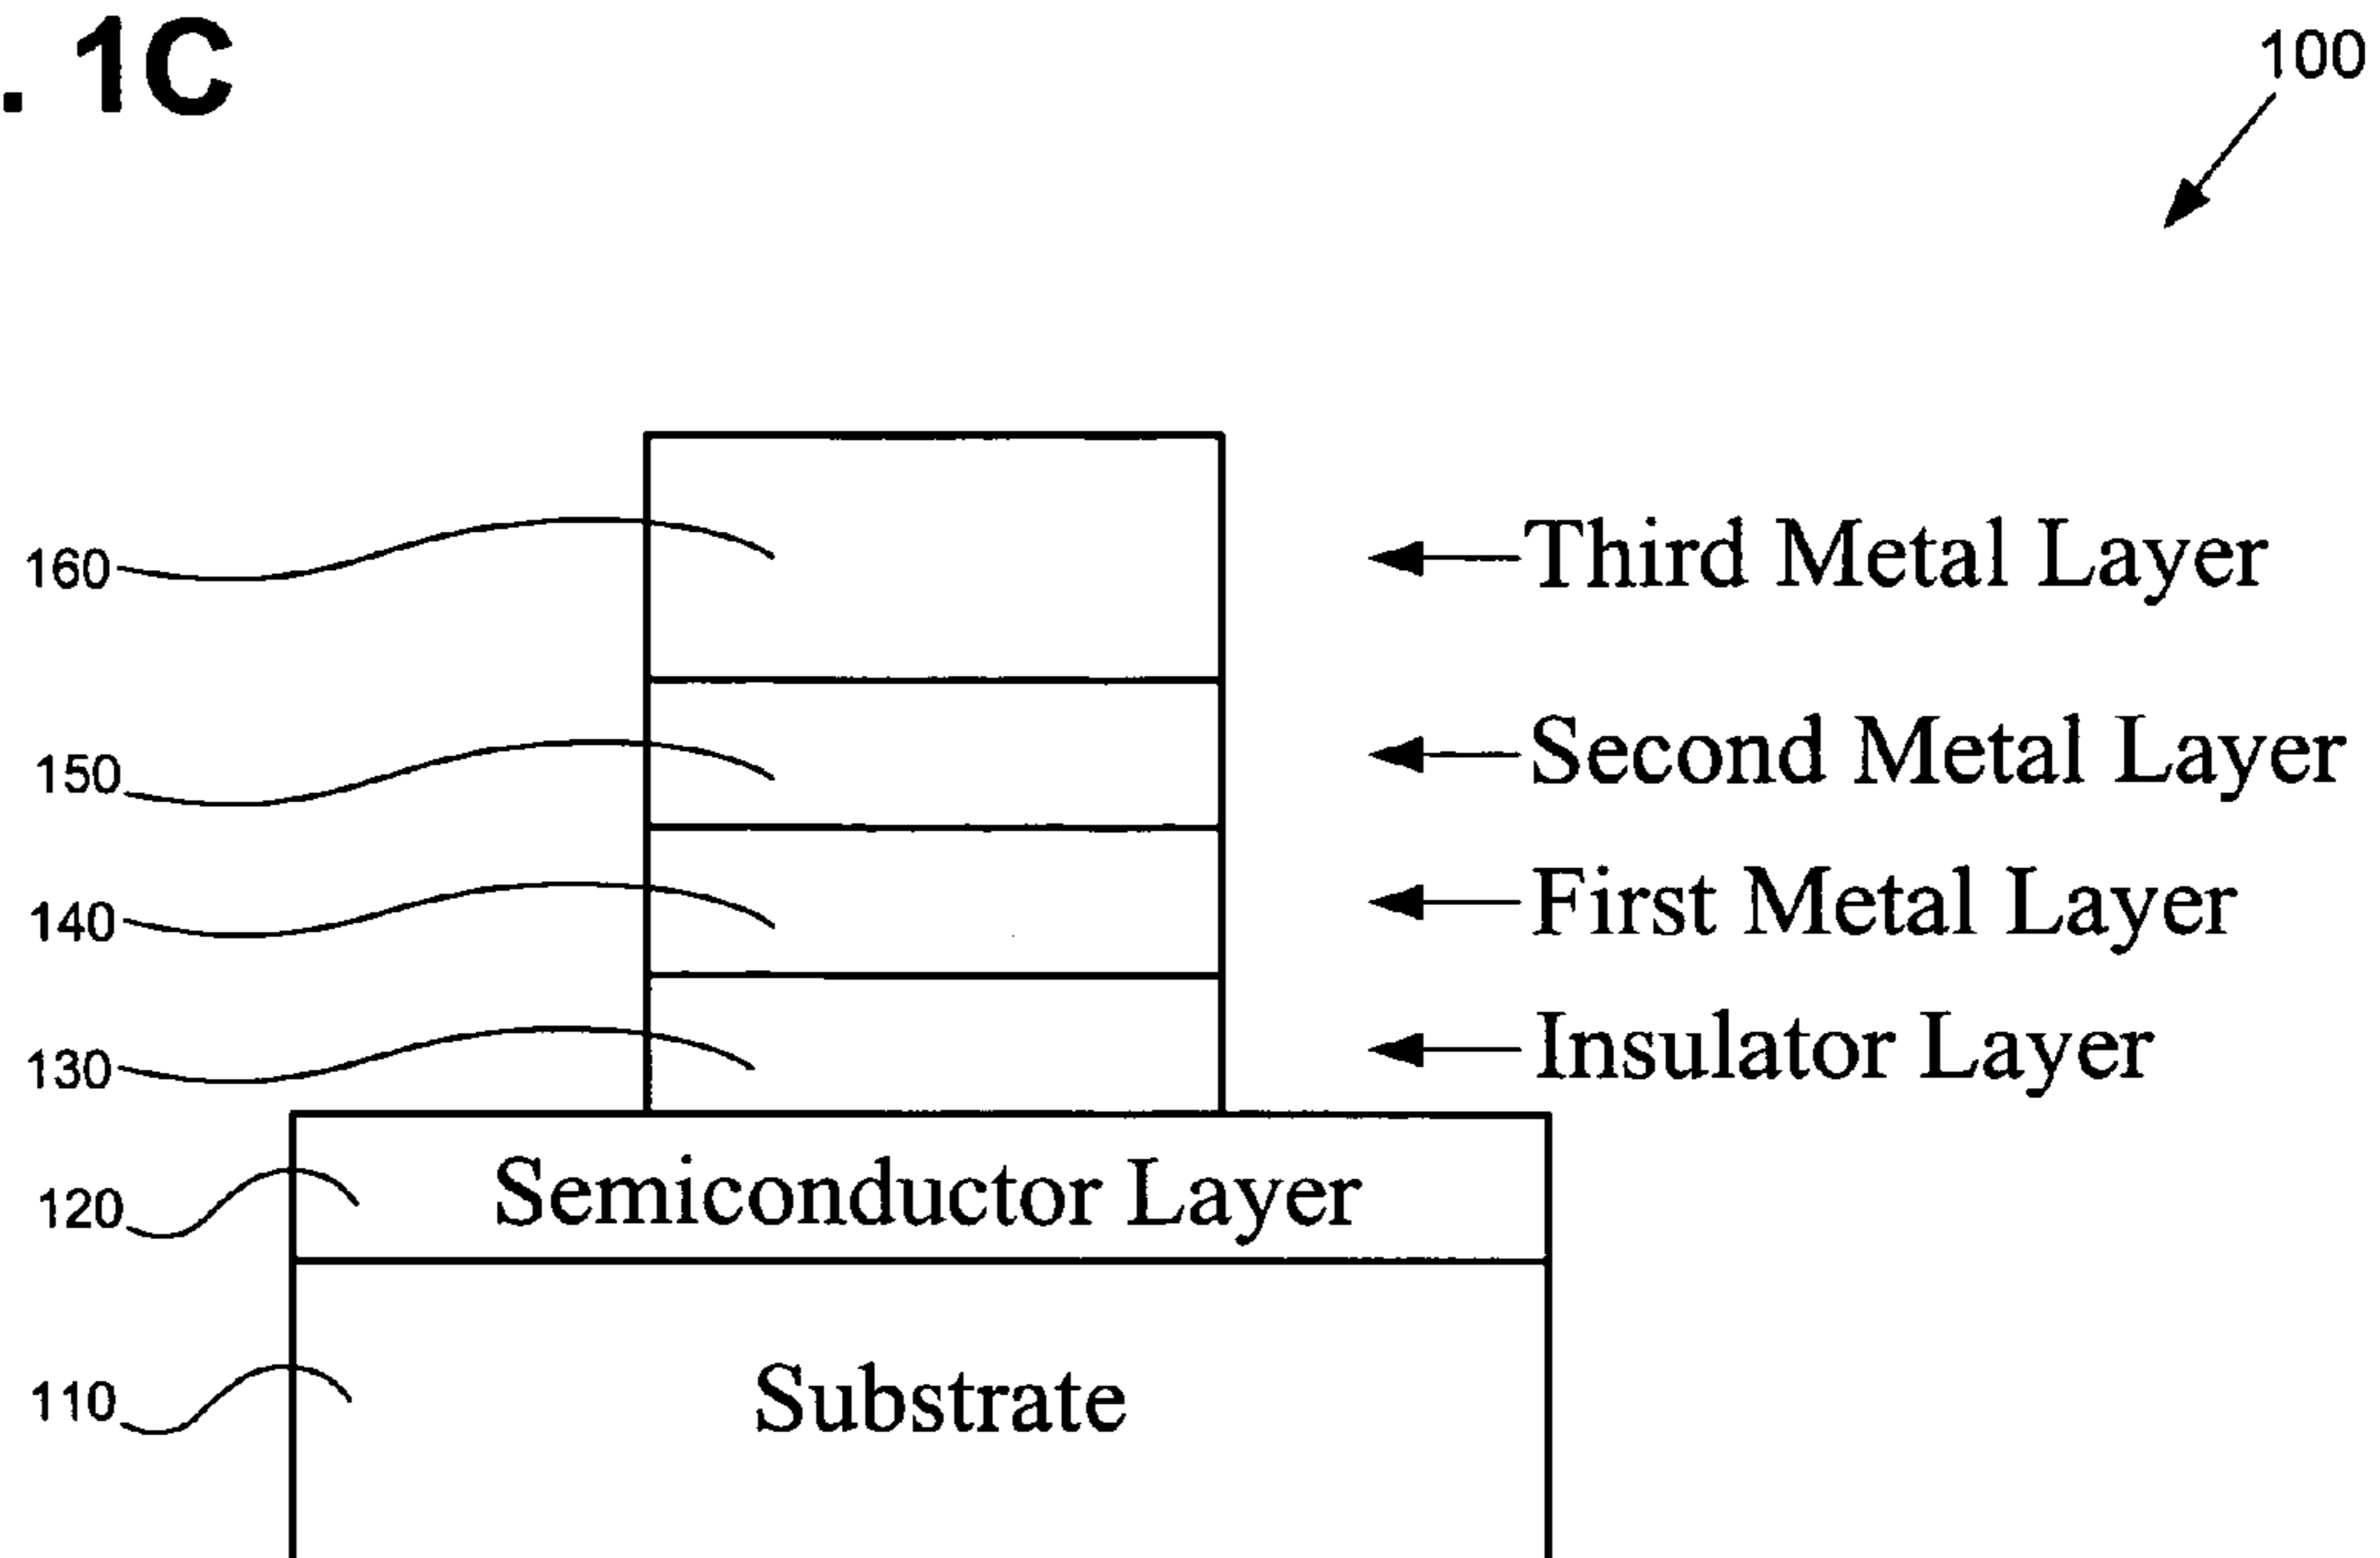 . 1C
100
160 Third Metal Layer
150 Second Metal Layer
140 First Metal Layer
130 Insulator Layer
120 Semiconductor Layer
110 Substrate